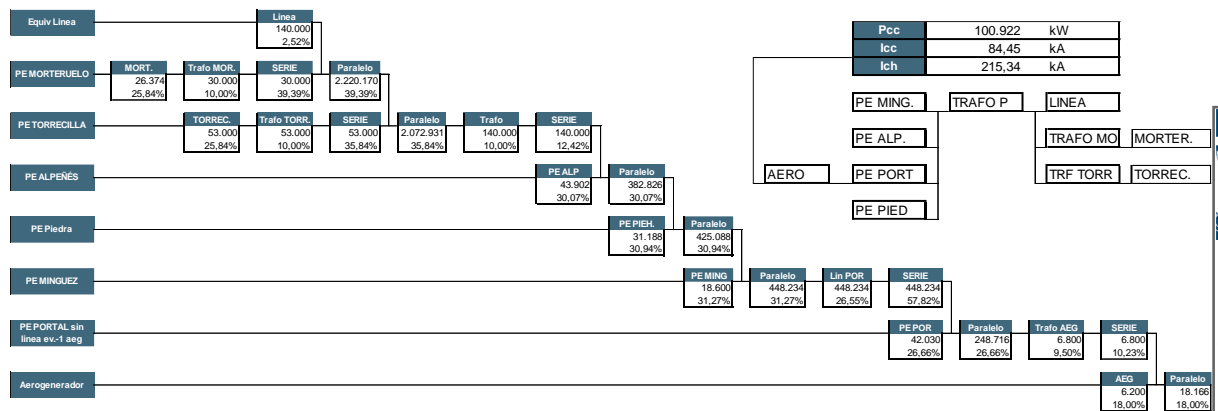 Equiv Linea
Linea
140.000
2,52%
Pcc 100.922 kW
Icc 84,45 kA
Ich 215,34 kA
PE MORTERUELO
MORT.
26.374
25,84%
Trafo MOR.
30.000
10,00%
SERIE
30.000
39,39%
Paralelo
2.220.170
39,39%
PE MING.
TRAFO P
LINEA
PE TORRECILLA
TORREC.
53.000
25,84%
Trafo TORR.
53.000
10,00%
SERIE
53.000
35,84%
Paralelo
2.072.931
35,84%
Trafo
140.000
10,00%
SERIE
140.000
12,42%
PE ALP.
TRAFO MO
MORTER.
PE ALPEÑÉS
PE ALP
43.902
30,07%
Paralelo
382.826
30,07%
AERO
PE PORT
TRF TORR
TORREC.
PE PIED
PE Piedra
PE PIEH.
31.188
30,94%
Paralelo
425.088
30,94%
PE MINGUEZ
PE MING
18.600
31,27%
Paralelo
448.234
31,27%
Lin POR
448.234
26,55%
SERIE
448.234
57,82%
PE PORTAL sin
linea ev.-1 aeg
PE POR
42.030
26,66%
Paralelo
248.716
26,66%
Trafo AEG
6.800
9,50%
SERIE
6.800
10,23%
Aerogenerador
AEG
6.200
18,00%
Paralelo
18.166
18,00%